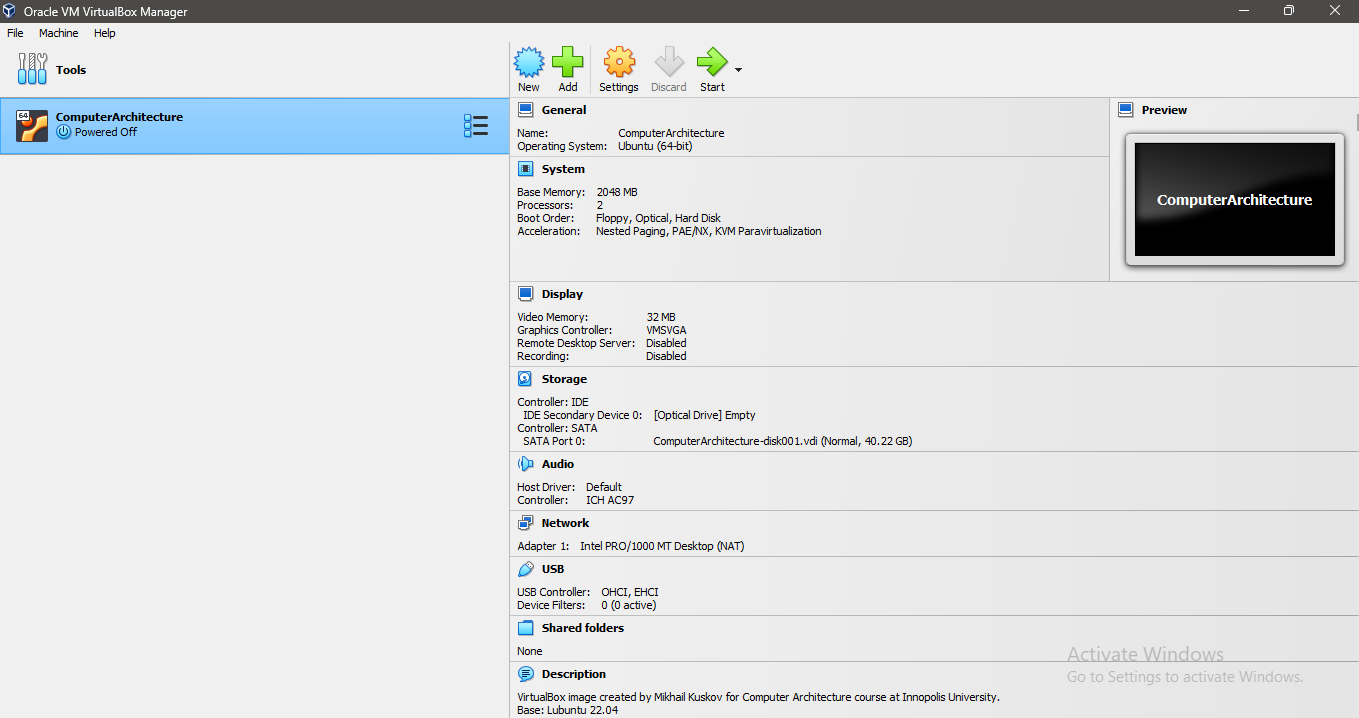 Oracle VM VirtualBox Manager
File Machine Help
Tools
New Add Settings Discard Start
64
ComputerArchitecture
Powered Off
General
Name: ComputerArchitecture
Operating System: Ubuntu (64-bit)
Preview
ComputerArchitecture
System
Base Memory: 2048 MB
Processors: 2
Boot Order: Floppy, Optical, Hard Disk
Acceleration: Nested Paging, PAE/NX, KVM Paravirtualization
Display
Video Memory: 32 MB
Graphics Controller: VMSVGA
Remote Desktop Server: Disabled
Recording: Disabled
Storage
Controller: IDE
IDE Secondary Device 0: [Optical Drive] Empty
Controller: SATA
SATA Port 0: ComputerArchitecture-disk001.vdi (Normal, 40.22 GB)
Audio
Host Driver: Default
Controller: ICH AC97
Network
Adapter 1: Intel PRO/1000 MT Desktop (NAT)
USB
USB Controller: OHCI, EHCI
Device Filters: 0 (0 active)
Shared folders
None
Description
VirtualBox image created by Mikhail Kuskov for Computer Architecture course at Innopolis University.
Base: Lubuntu 22.04
Activate Windows
Go to Settings to activate Windows.